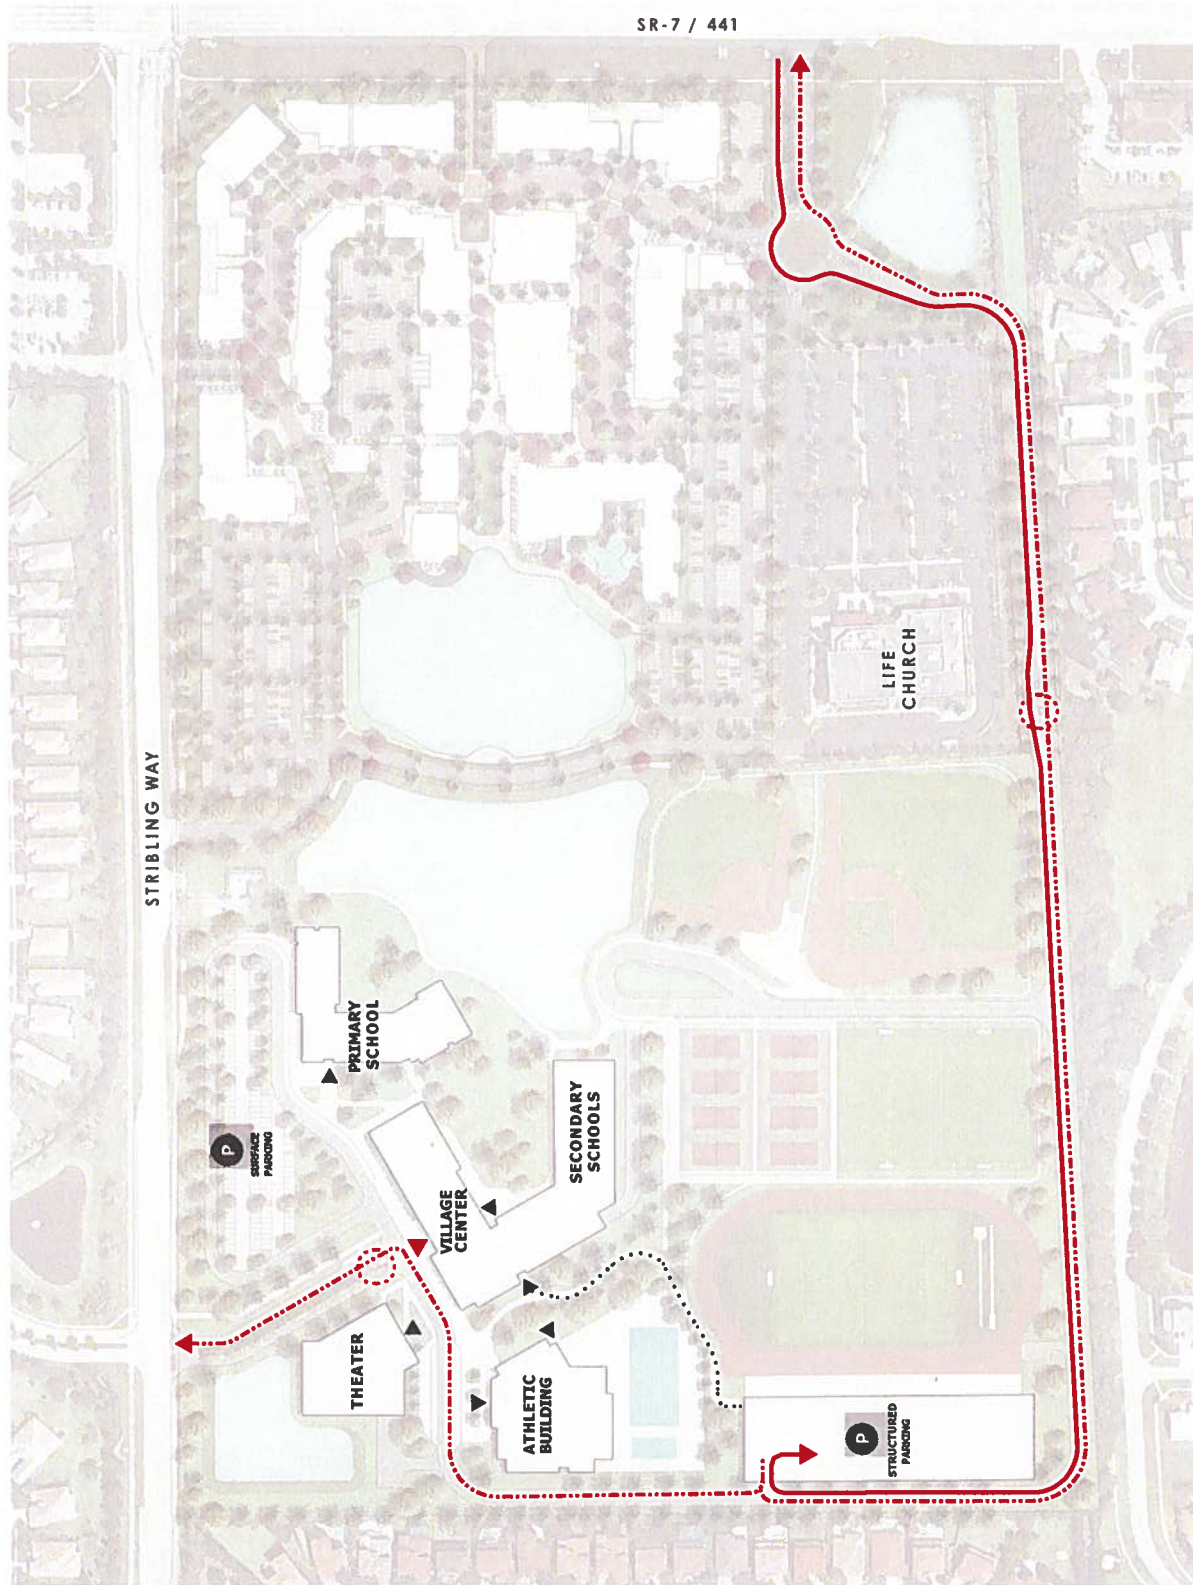 SR-7 / 441
LIFE
CHURCH
STRIBLING WAY
PRIMARY
SCHOOL
P
SURFACE
PARKING
SECONDARY
SCHOOLS
VILLAGE
CENTER
THEATER
ATHLETIC
BUILDING
P
STRUCTURED
PARKING